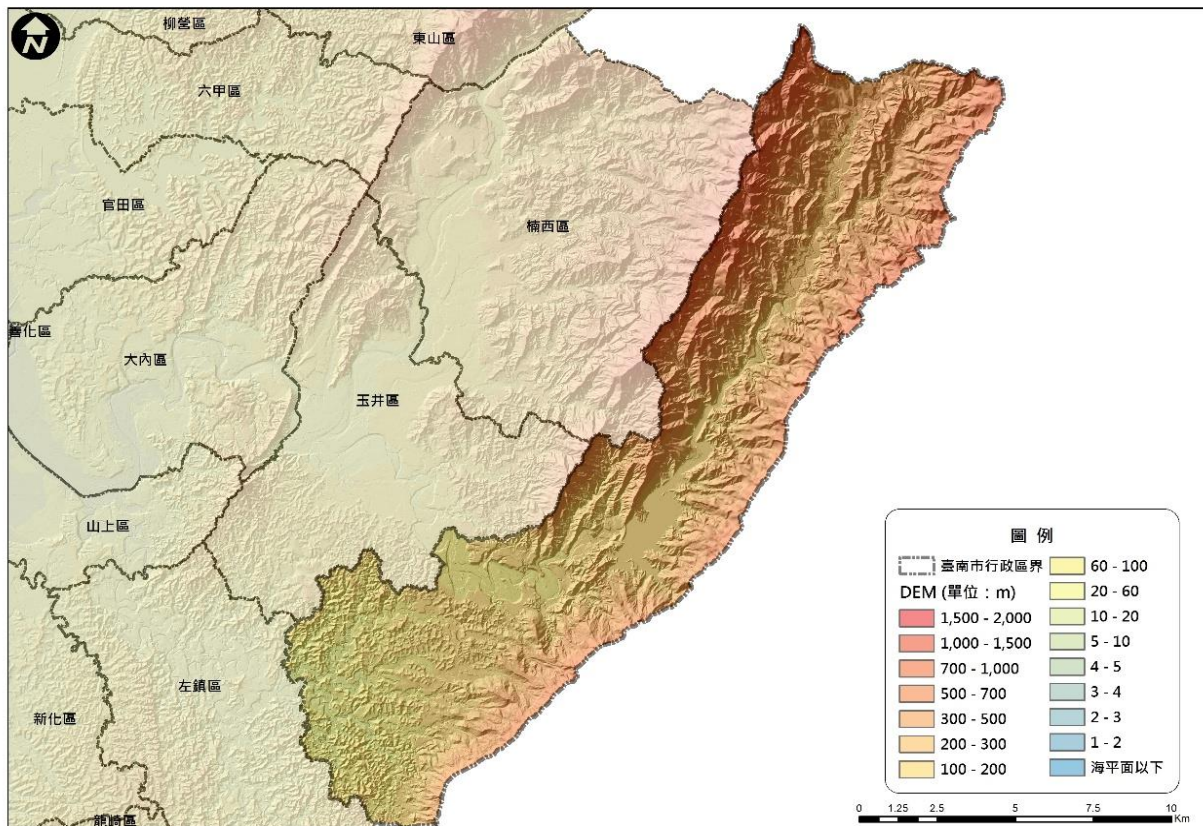 N
柳營區
東山區
六甲區
官田區
楠西區
善化區
大內區
玉井區
山上區
左鎮區
新化區
龍崎區
圖例
臺南市行政區界
DEM (單位：m)
1,500 - 2,000
1,000 - 1,500
700 - 1,000
500 - 700
300 - 500
200 - 300
100 - 200
60 - 100
20 - 60
10 - 20
5 - 10
4 - 5
3 - 4
2 - 3
1 - 2
海平面以下
0 1.25 2.5 5 7.5 10
Km